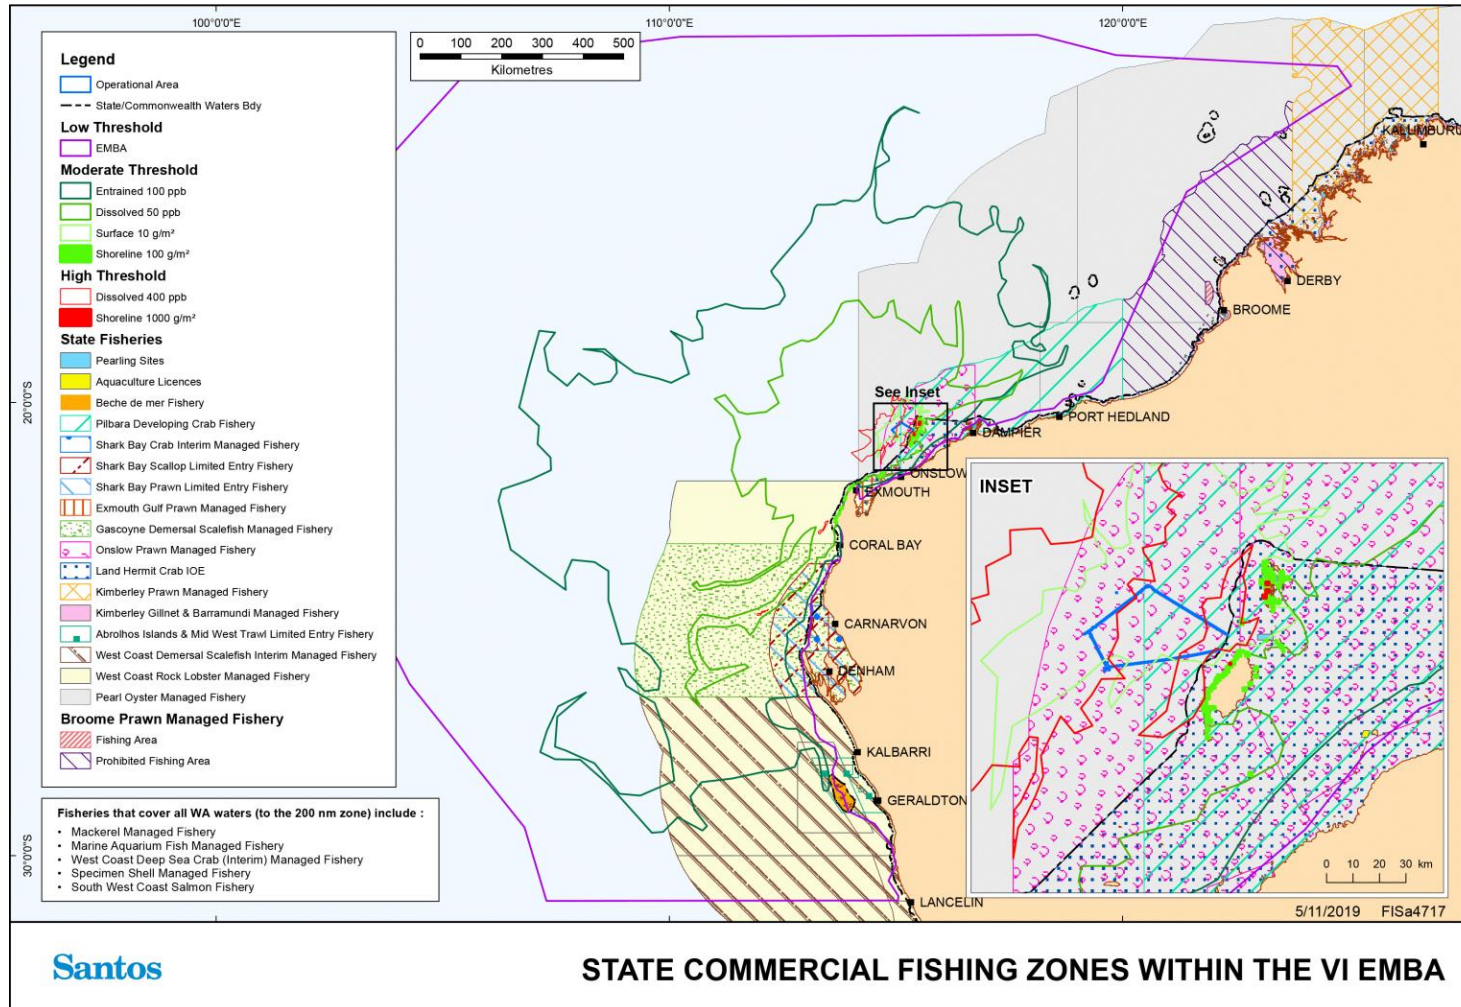 100°0'0"E
110°0'0"E
120°0'0"E
20°0'0"S
30°0'0"S
0 100 200 300 400 500
Kilometres
Legend
Operational Area
State/Commonwealth Waters Bdy
Low Threshold
EMBA
Moderate Threshold
Entrained 100 ppb
Dissolved 50 ppb
Surface 10 g/m²
Shoreline 100 g/m²
High Threshold
Dissolved 400 ppb
Shoreline 1000 g/m²
State Fisheries
Pearling Sites
Aquaculture Licences
Beche de mer Fishery
Pilbara Developing Crab Fishery
Shark Bay Crab Interim Managed Fishery
Shark Bay Scallop Limited Entry Fishery
Shark Bay Prawn Limited Entry Fishery
Exmouth Gulf Prawn Managed Fishery
Gascoyne Demersal Scalefish Managed Fishery
Onslow Prawn Managed Fishery
Land Hermit Crab IOE
Kimberley Prawn Managed Fishery
Kimberley Gillnet & Barramundi Managed Fishery
Abrolhos Islands & Mid West Trawl Limited Entry Fishery
West Coast Demersal Scalefish Interim Managed Fishery
West Coast Rock Lobster Managed Fishery
Pearl Oyster Managed Fishery
Broome Prawn Managed Fishery
Fishing Area
Prohibited Fishing Area
Fisheries that cover all WA waters (to the 200 nm zone) include :
• Mackerel Managed Fishery
• Marine Aquarium Fish Managed Fishery
• West Coast Deep Sea Crab (Interim) Managed Fishery
• Specimen Shell Managed Fishery
• South West Coast Salmon Fishery
KALUMBURU
DERBY
BROOME
PORT HEDLAND
See Inset
DAMPIER
ONSLOW
EXMOUTH
CORAL BAY
CARNARVON
DENHAM
KALBARRI
GERALDTON
LANCELIN
INSET
0 10 20 30 km
5/11/2019 FISa4717
Santos
STATE COMMERCIAL FISHING ZONES WITHIN THE VI EMBA